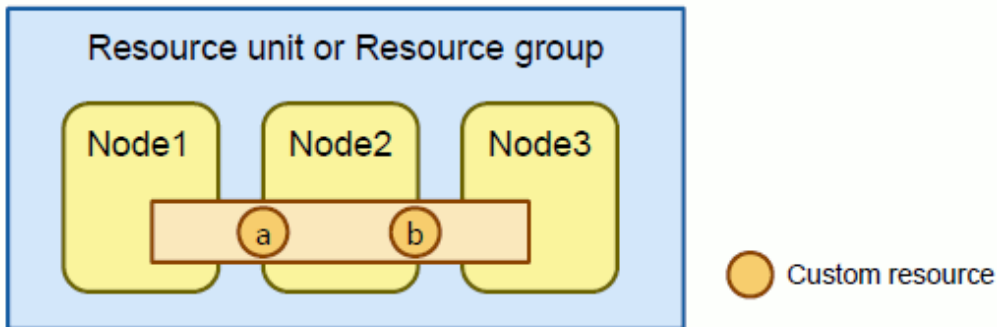 Resource unit or Resource group
Node1 Node2 Node3
a b
Custom resource